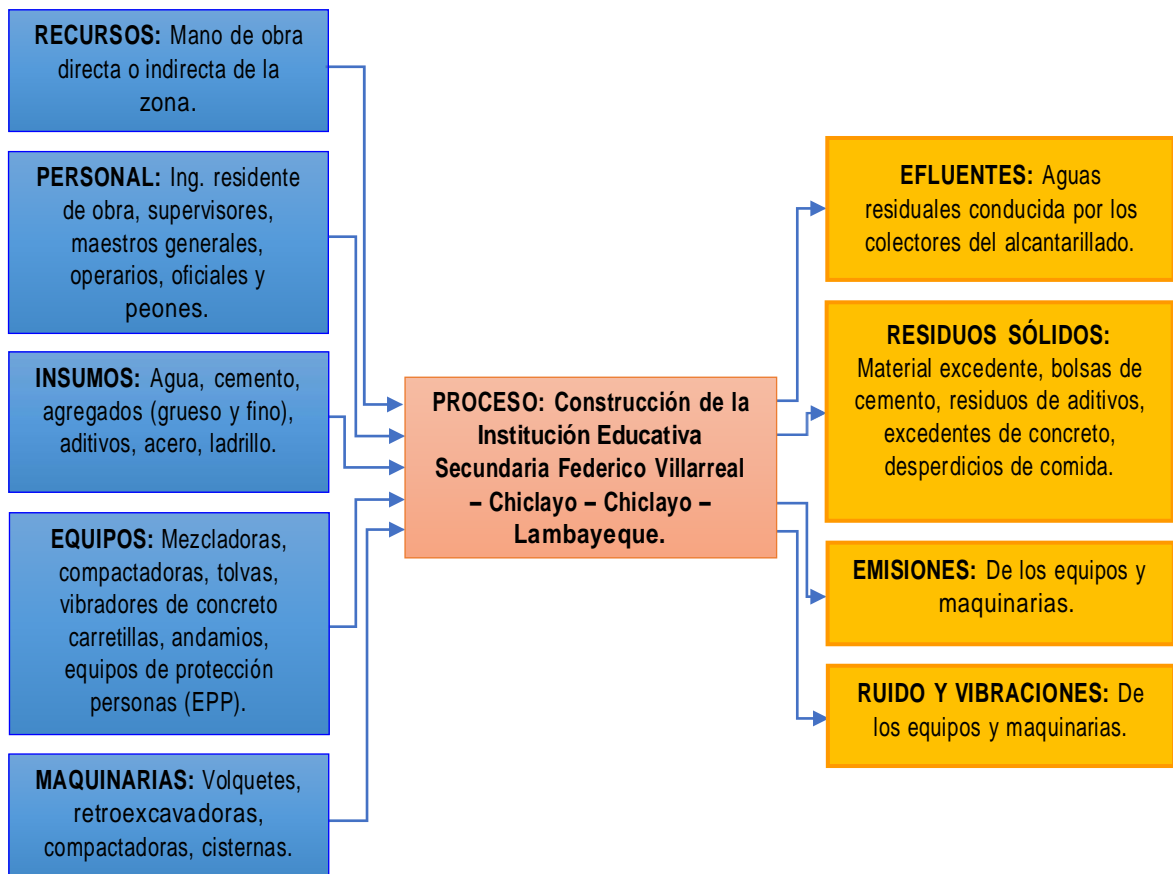 RECURSOS: Mano de obra
directa o indirecta de la
zona.
PERSONAL: Ing. residente
de obra, supervisores,
maestros generales,
operarios, oficiales y
peones.
INSUMOS: Agua, cemento,
agregados (grueso y fino),
aditivos, acero, ladrillo.
EQUIPOS: Mezcladoras,
compactadoras, tolvas,
vibradores de concreto
carretillas, andamios,
equipos de protección
personas (EPP).
MAQUINARIAS: Volquetes,
retroexcavadoras,
compactadoras, cisternas.
PROCESO: Construcción de la
Institución Educativa
Secundaria Federico Villarreal
– Chiclayo – Chiclayo –
Lambayeque.
EFLUENTES: Aguas
residuales conducida por los
colectores del alcantarillado.
RESIDUOS SÓLIDOS:
Material excedente, bolsas de
cemento, residuos de aditivos,
excedentes de concreto,
desperdicios de comida.
EMISIONES: De los equipos y
maquinarias.
RUIDO Y VIBRACIONES: De
los equipos y maquinarias.